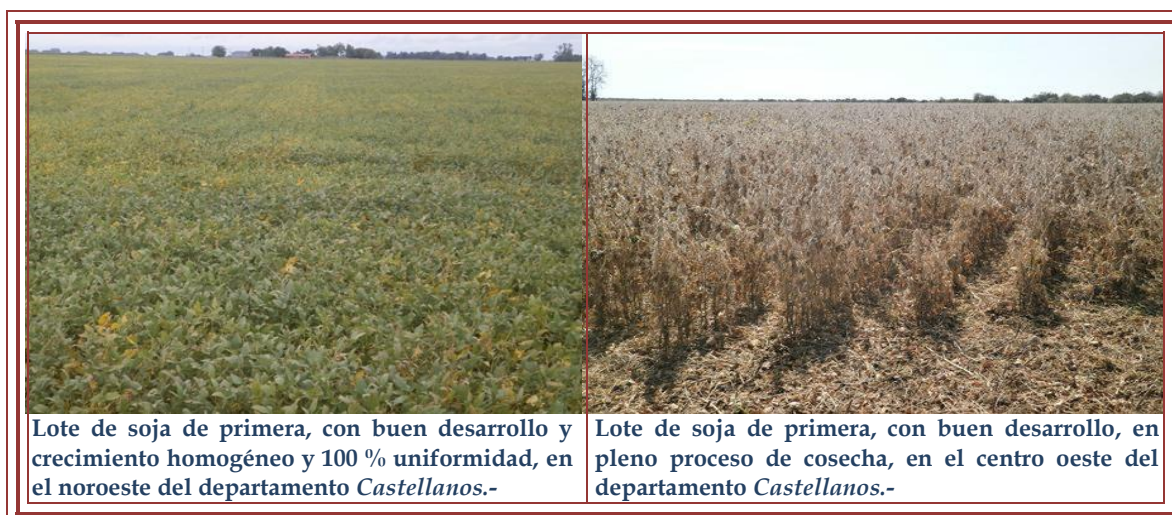 Lote de soja de primera, con buen desarrollo y
crecimiento homogéneo y 100 % uniformidad, en
el noroeste del departamento Castellanos.-
Lote de soja de primera, con buen desarrollo, en
pleno proceso de cosecha, en el centro oeste del
departamento Castellanos.-